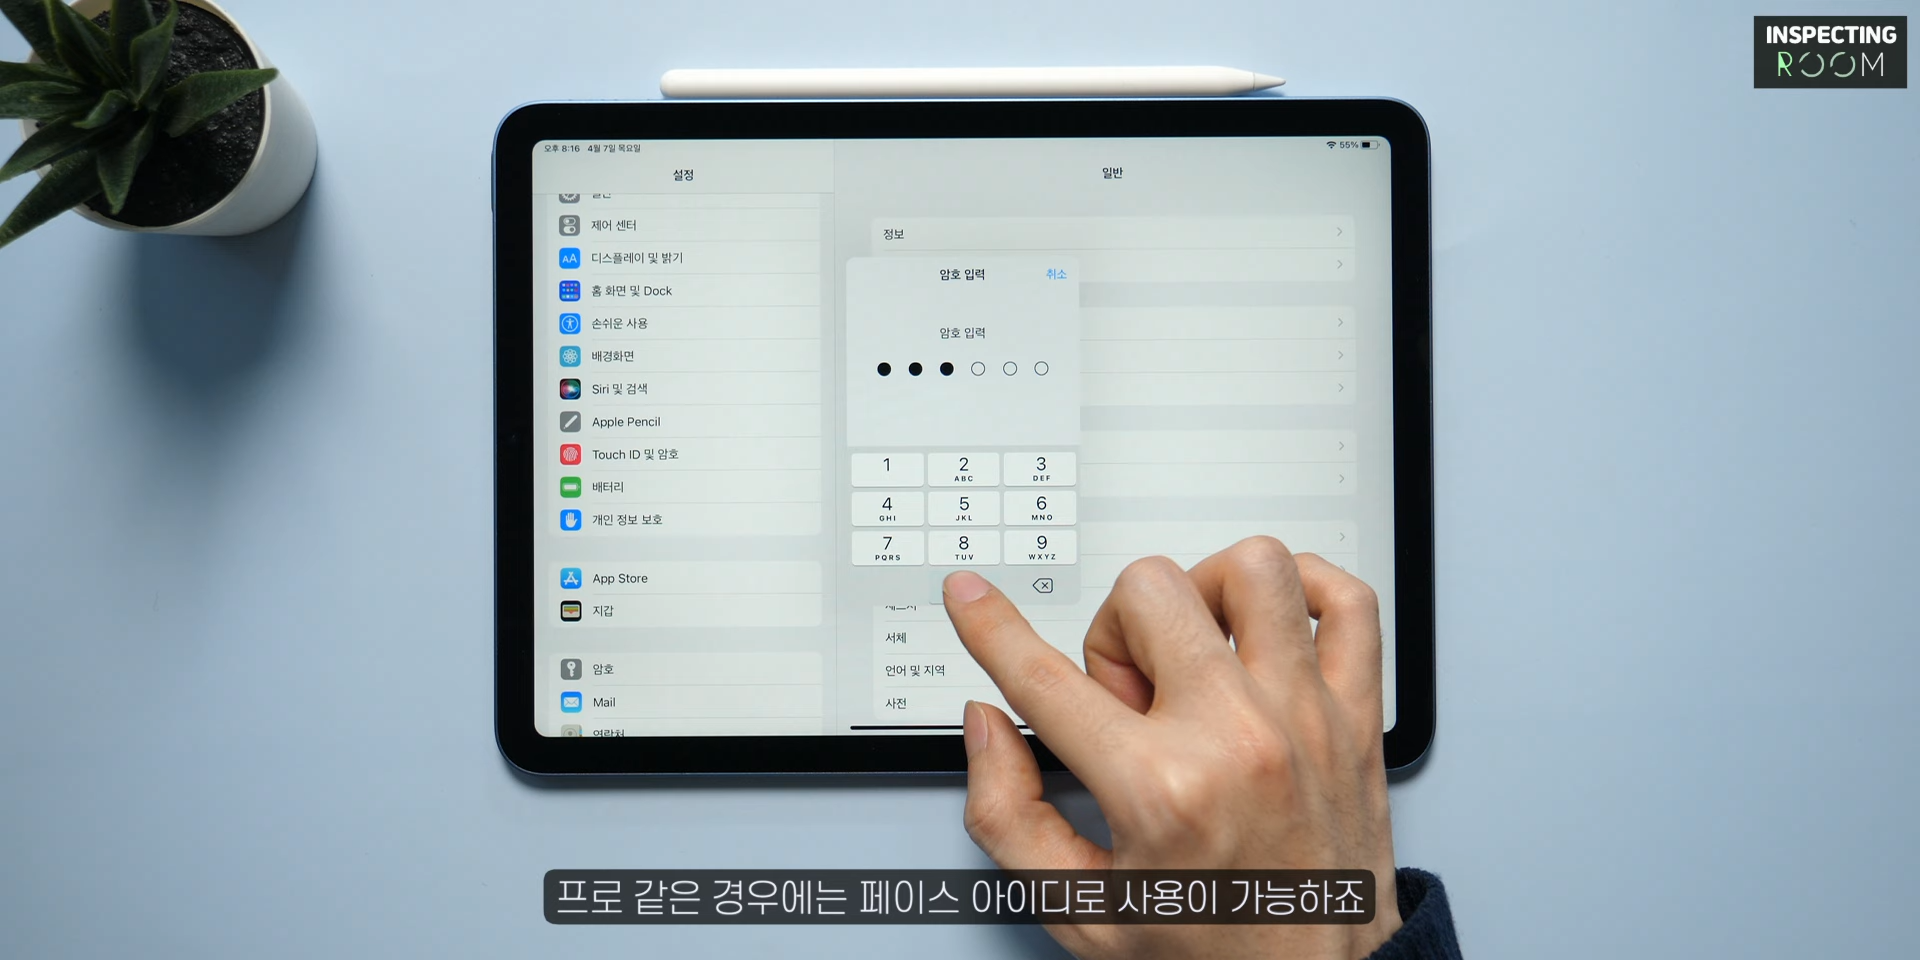 INSPECTING
ROOM
오후 8:16 4월 7일 목요일
55%
설정
일반
제어 센터
디스플레이 및 밝기
홈 화면 및 Dock
손쉬운 사용
배경화면
Siri 및 검색
Apple Pencil
Touch ID 및 암호
배터리
개인 정보 보호
App Store
지갑
암호
Mail
연락처
일반
정보
암호 입력 취소
암호 입력
1
2 ABC
3 DEF
4 GHI
5 JKL
6 MNO
7 PQRS
8 TUV
9 WXYZ
서체
언어 및 지역
사전
프로 같은 경우에는 페이스 아이디로 사용이 가능하죠